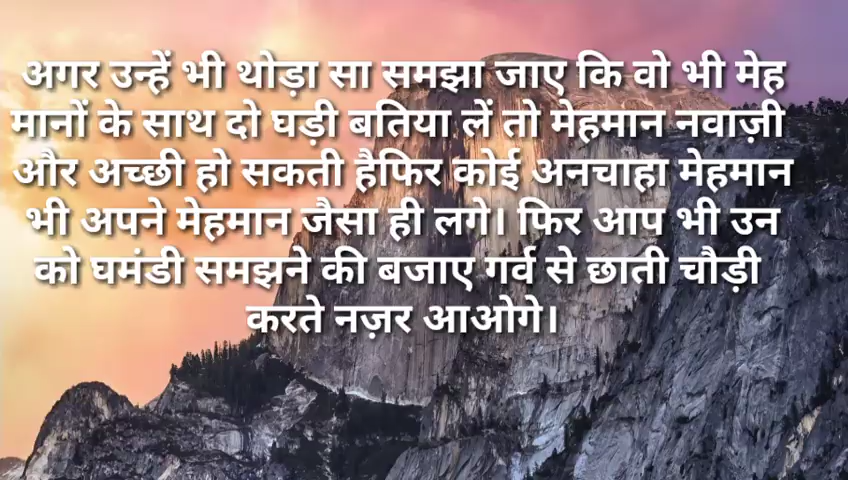 अगर उन्हें भी थोड़ा सा समझा जाए कि वो भी मेह
मानों के साथ दो घड़ी बतिया लें तो मेहमान नवाज़ी
और अच्छी हो सकती हैफिर कोई अनचाहा मेहमान
भी अपने मेहमान जैसा ही लगे। फिर आप भी उन
को घमंडी समझने की बजाए गर्व से छाती चौड़ी
करते नज़र आओगे।